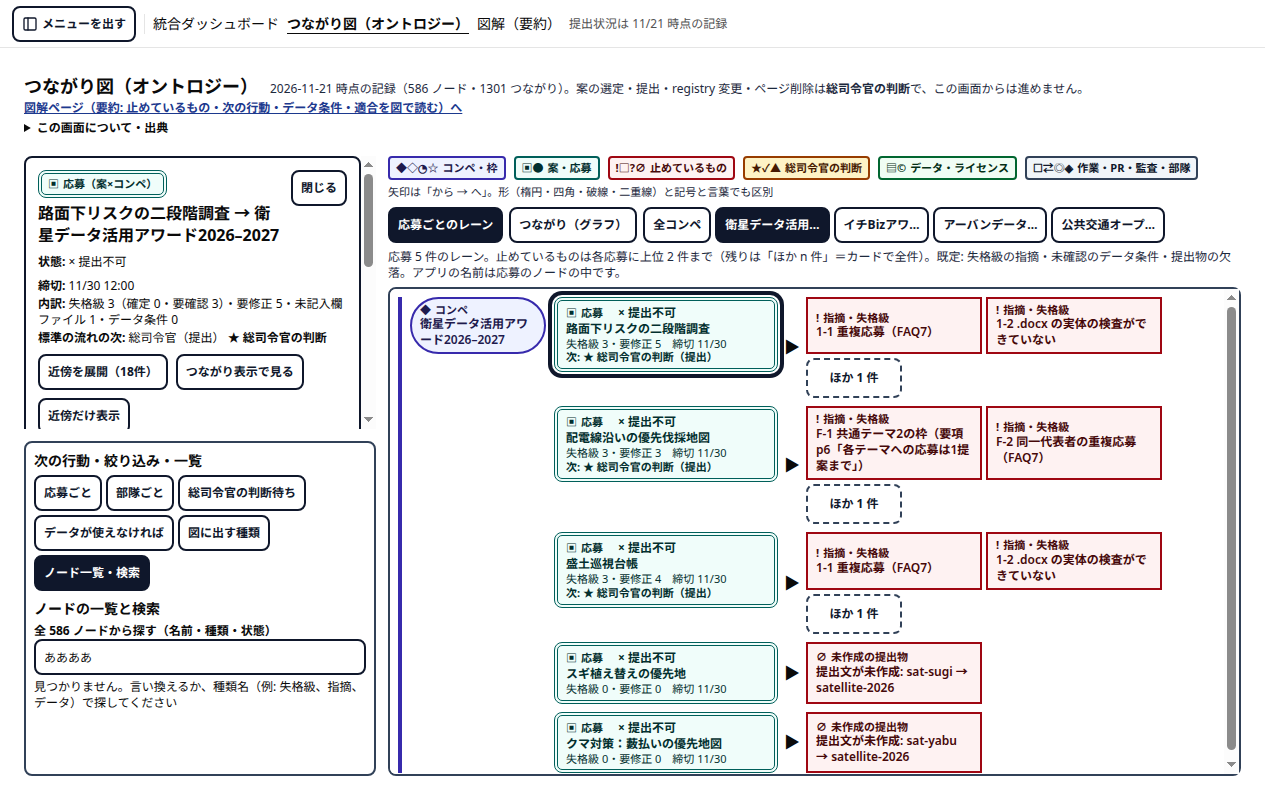 メニューを出す
統合ダッシュボード つながり図（オントロジー） 図解（要約） 提出状況は 11/21 時点の記録
つながり図（オントロジー） 2026-11-21 時点の記録（586 ノード・1301 つながり）。案の選定・提出・registry 変更・ページ削除は総司令官の判断で、この画面からは進めません。
図解ページ（要約: 止めているもの・次の行動・データ条件・適合を図で読む）へ
▶ この画面について・出典
▣ 応募（案×コンペ）
閉じる
路面下リスクの二段階調査 → 衛
星データ活用アワード2026–2027
状態: × 提出不可
締切: 11/30 12:00
内訳: 失格級 3（確定 0・要確認 3）・要修正 5・未記入欄
ファイル 1・データ条件 0
標準の流れの次: 総司令官（提出） ★ 総司令官の判断
近傍を展開（18件）
つながり表示で見る
近傍だけ表示
次の行動・絞り込み・一覧
応募ごと
部隊ごと
総司令官の判断待ち
データが使えなければ
図に出す種類
ノード一覧・検索
ノードの一覧と検索
全 586 ノードから探す（名前・種類・状態）
ああああ
見つかりません。言い換えるか、種類名（例: 失格級、指摘、
データ）で探してください
◆◇◔☆ コンペ・枠
▣● 案・応募
!□?⊘ 止めているもの
★✓▲ 総司令官の判断
▤© データ・ライセンス
☐⇄◎◆ 作業・PR・監査・部隊
矢印は「から → へ」。形（楕円・四角・破線・二重線）と記号と言葉でも区別
応募ごとのレーン
つながり（グラフ）
全コンペ
衛星データ活用…
イチBizアワ…
アーバンデータ…
公共交通オープ…
応募 5 件のレーン。止めているものは各応募に上位 2 件まで（残りは「ほか n 件」＝カードで全件）。既定: 失格級の指摘・未確認のデータ条件・提出物の欠
落。アプリの名前は応募のノードの中です。
◆ コンペ
衛星データ活用アワ
ード2026–2027
▣ 応募 × 提出不可
路面下リスクの二段階調査
失格級 3・要修正 5 締切 11/30
次: ★ 総司令官の判断（提出）
▶
! 指摘・失格級
1-1 重複応募（FAQ7）
! 指摘・失格級
1-2 .docx の実体の検査がで
きていない
ほか 1 件
▣ 応募 × 提出不可
配電線沿いの優先伐採地図
失格級 3・要修正 3 締切 11/30
次: ★ 総司令官の判断（提出）
▶
! 指摘・失格級
F-1 共通テーマ2の枠（要項
p6「各テーマへの応募は1提
案まで」）
! 指摘・失格級
F-2 同一代表者の重複応募
（FAQ7）
ほか 1 件
▣ 応募 × 提出不可
盛土巡視台帳
失格級 3・要修正 4 締切 11/30
次: ★ 総司令官の判断（提出）
▶
! 指摘・失格級
1-1 重複応募（FAQ7）
! 指摘・失格級
1-2 .docx の実体の検査がで
きていない
ほか 1 件
▣ 応募 × 提出不可
スギ植え替えの優先地
失格級 0・要修正 0 締切 11/30
▶
⊘ 未作成の提出物
提出文が未作成: sat-sugi →
satellite-2026
▣ 応募 × 提出不可
クマ対策：藪払いの優先地図
失格級 0・要修正 0 締切 11/30
▶
⊘ 未作成の提出物
提出文が未作成: sat-yabu
→ satellite-2026